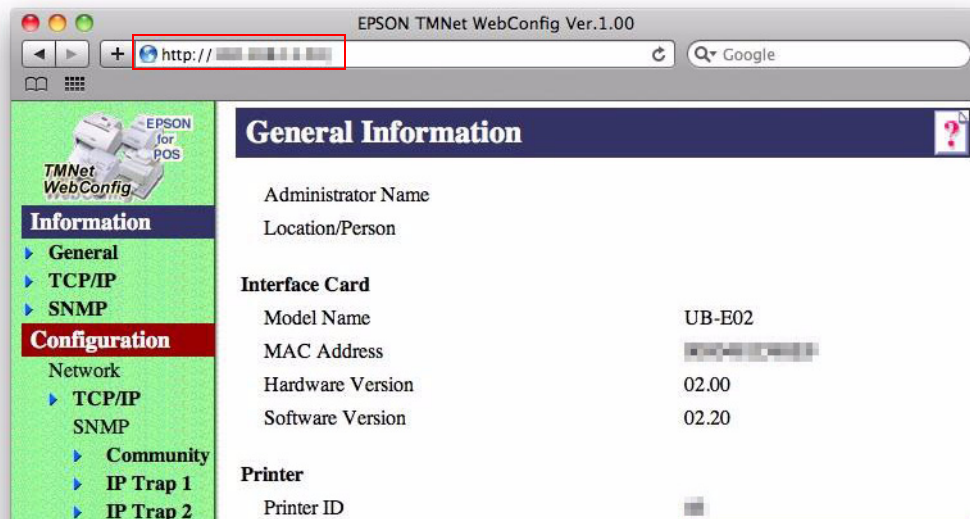 EPSON TMNet WebConfig Ver.1.00
http://
Google
EPSON
for
POS
TMNet
WebConfig
Information
General
TCP/IP
SNMP
Configuration
Network
TCP/IP
SNMP
Community
IP Trap 1
IP Trap 2
General Information
?
Administrator Name
Location/Person
Interface Card
Model Name UB-E02
MAC Address
Hardware Version 02.00
Software Version 02.20
Printer
Printer ID